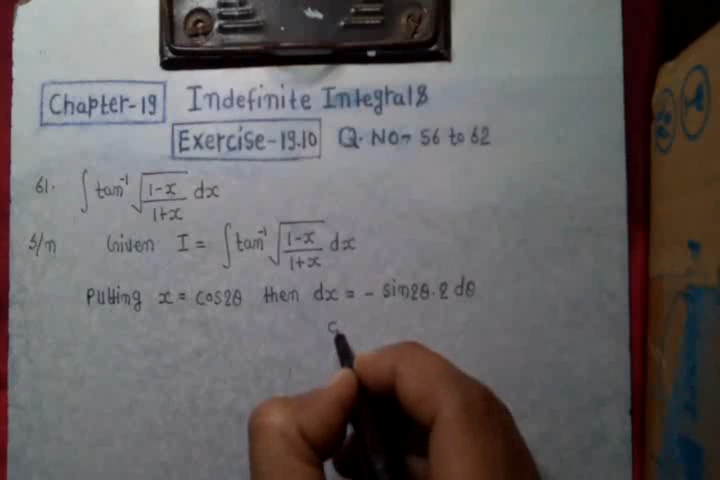 Chapter-19 Indefinite Integrals
Exercise-19.10 Q. NO→ 56 to 62
61. ∫ tan⁻¹ √((1-x)/(1+x)) dx
S/n Given I = ∫ tan⁻¹ √((1-x)/(1+x)) dx
Putting x = cos2θ then dx = - sin2θ.2 dθ